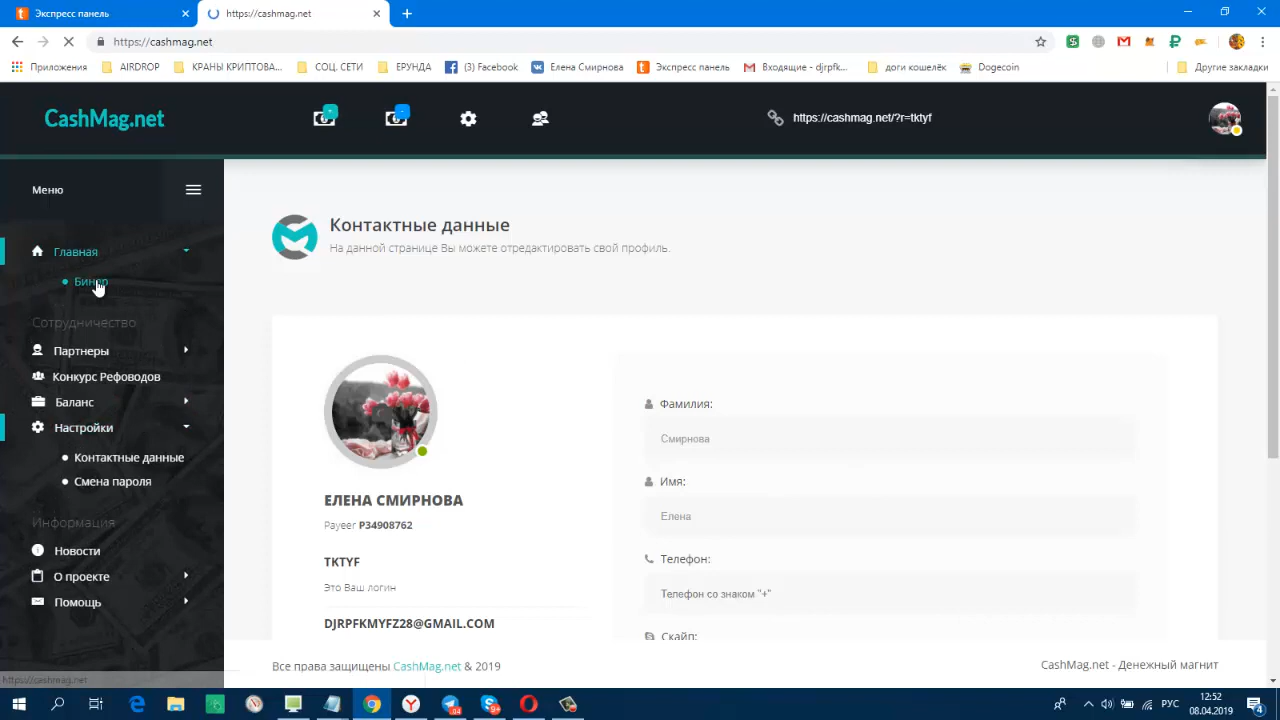 Экспресс панель
https://cashmag.net
https://cashmag.net
Приложения
AIRDROP
КРАНЫ КРИПТОВА...
СОЦ. СЕТИ
ЕРУНДА
(3) Facebook
Елена Смирнова
Экспресс панель
Входящие - djrpfk...
доги кошелёк
Dogecoin
Другие закладки
CashMag.net
https://cashmag.net/?r=tktyf
Меню
Главная
Бинар
Сотрудничество
Партнеры
Конкурс Рефоводов
Баланс
Настройки
Контактные данные
Смена пароля
Информация
Новости
О проекте
Помощь
https://cashmag.net
Контактные данные
На данной странице Вы можете отредактировать свой профиль.
ЕЛЕНА СМИРНОВА
Payeer P34908762
TKTYF
Это Ваш логин
DJRPFKMYFZ28@GMAIL.COM
Фамилия:
Смирнова
Имя:
Елена
Телефон:
Телефон со знаком "+"
Скайп:
Все права защищены CashMag.net & 2019
CashMag.net - Денежный магнит
94
9+
РУС
12:52
08.04.2019
4